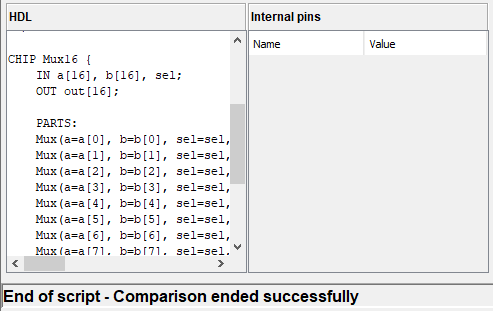 HDL
Internal pins
Name Value
CHIP Mux16 {
IN a[16], b[16], sel;
OUT out[16];
PARTS:
Mux(a=a[0], b=b[0], sel=sel,
Mux(a=a[1], b=b[1], sel=sel,
Mux(a=a[2], b=b[2], sel=sel,
Mux(a=a[3], b=b[3], sel=sel,
Mux(a=a[4], b=b[4], sel=sel,
Mux(a=a[5], b=b[5], sel=sel,
Mux(a=a[6], b=b[6], sel=sel,
Mux(a=a[7], b=b[7], sel=sel,
End of script - Comparison ended successfully